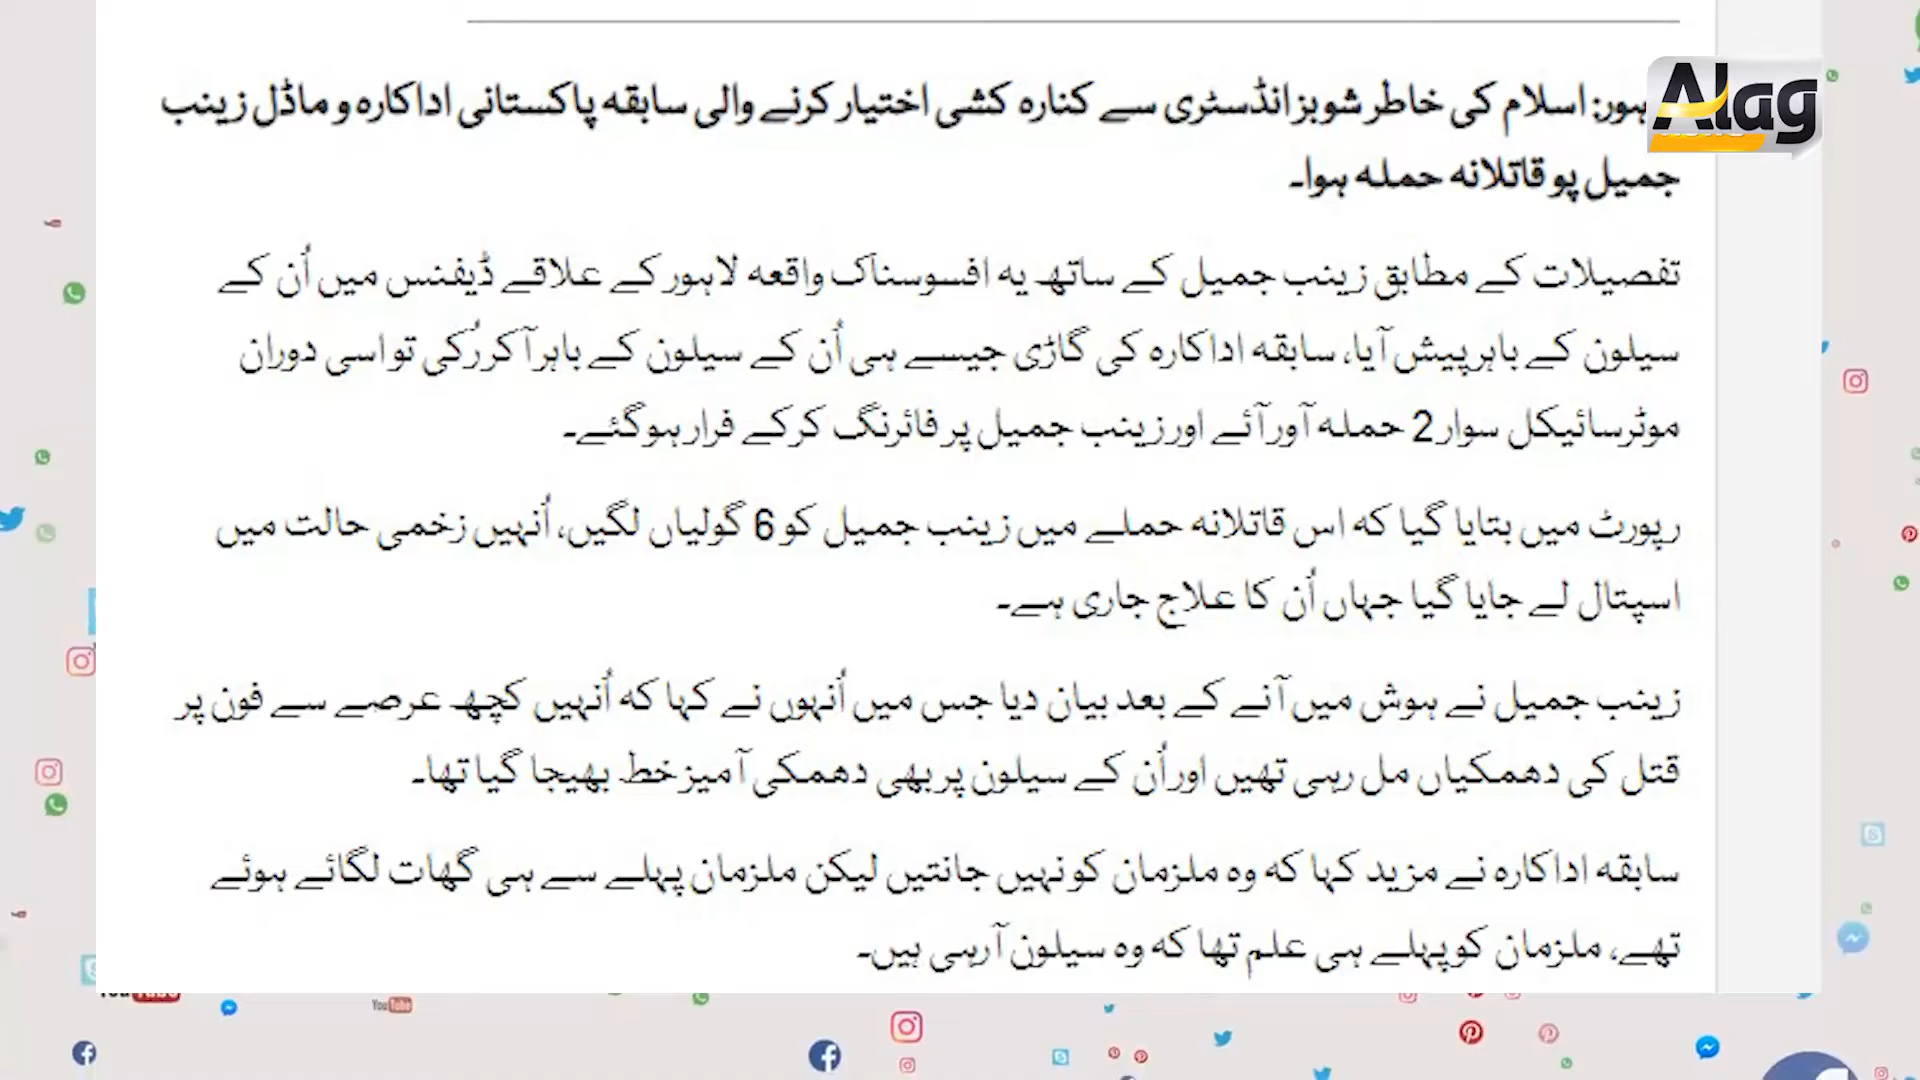 ہور: اسلام کی خاطر شوبز انڈسٹری سے کنارہ کشی اختیار کرنے والی سابقہ پاکستانی اداکارہ و ماڈل زینب
جمیل پو قاتلانہ حملہ ہوا۔
تفصیلات کے مطابق زینب جمیل کے ساتھ یہ افسوسناک واقعہ لاہور کے علاقے ڈیفنس میں اُن کے
سیلون کے باہر پیش آیا، سابقہ اداکارہ کی گاڑی جیسے ہی اُن کے سیلون کے باہر آکر رُکی تو اسی دوران
موٹرسائیکل سوار 2 حملہ آور آئے اور زینب جمیل پر فائرنگ کرکے فرار ہوگئے۔
رپورٹ میں بتایا گیا کہ اس قاتلانہ حملے میں زینب جمیل کو 6 گولیاں لگیں، اُنہیں زخمی حالت میں
اسپتال لے جایا گیا جہاں اُن کا علاج جاری ہے۔
زینب جمیل نے ہوش میں آنے کے بعد بیان دیا جس میں اُنہوں نے کہا کہ اُنہیں کچھ عرصے سے فون پر
قتل کی دھمکیاں مل رہی تھیں اور اُن کے سیلون پر بھی دھمکی آمیز خط بھیجا گیا تھا۔
سابقہ اداکارہ نے مزید کہا کہ وہ ملزمان کو نہیں جانتیں لیکن ملزمان پہلے سے ہی گھات لگائے ہوئے
تھے، ملزمان کو پہلے ہی علم تھا کہ وہ سیلون آرہی ہیں۔
Alag
YouTube